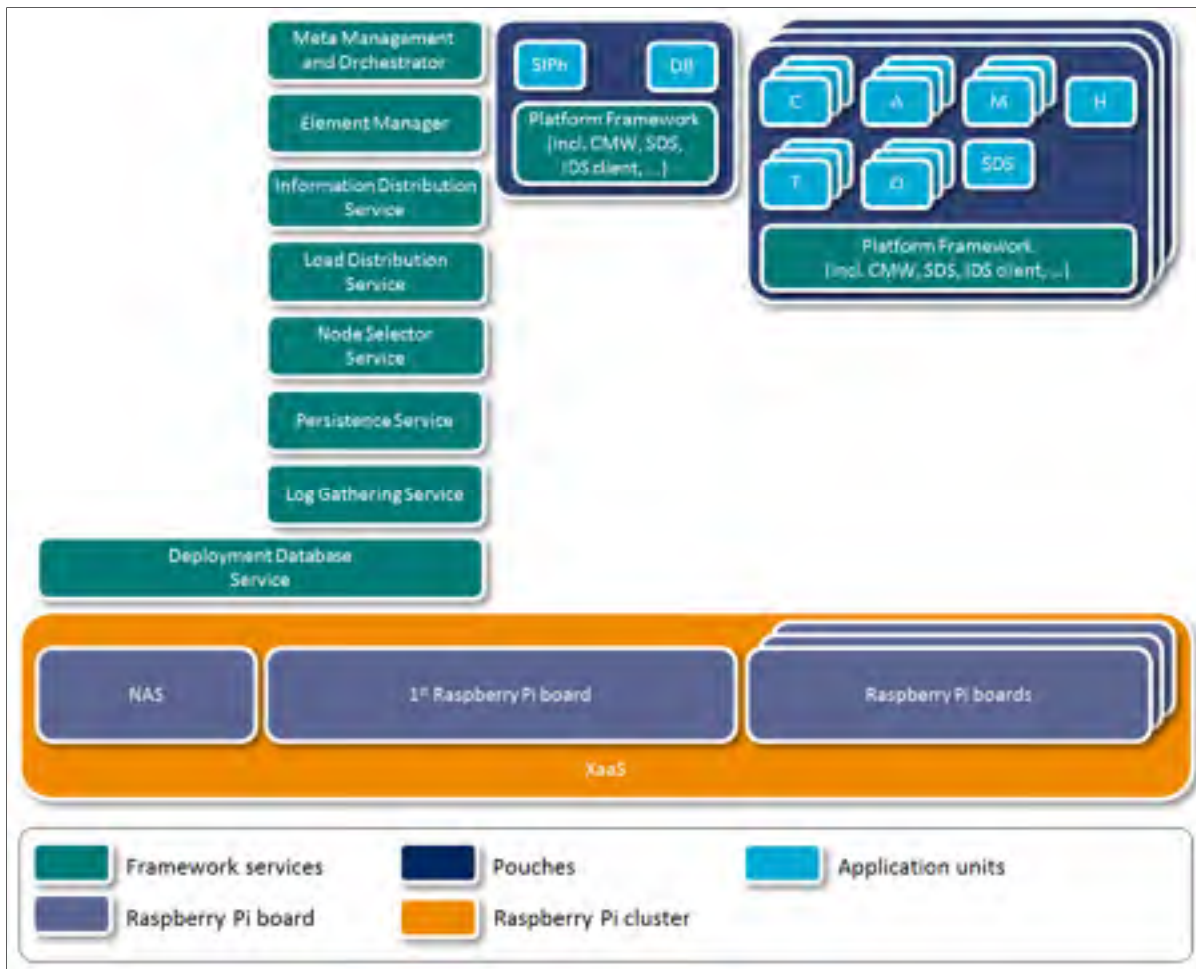 Meta Management
and Orchestrator
Element Manager
Information Distribution
Service
Load Distribution
Service
Node Selector
Service
Persistence Service
Log Gathering Service
Deployment Database
Service
SIPh
DB
Platform Framework
(incl. CMW, SDS,
IDS client, ...)
C
A
M
H
T
O
SDS
Platform Framework
(incl. CMW, SDS, IDS client, ...)
NAS
1st Raspberry Pi board
Raspberry Pi boards
XaaS
Framework services
Pouches
Application units
Raspberry Pi board
Raspberry Pi cluster